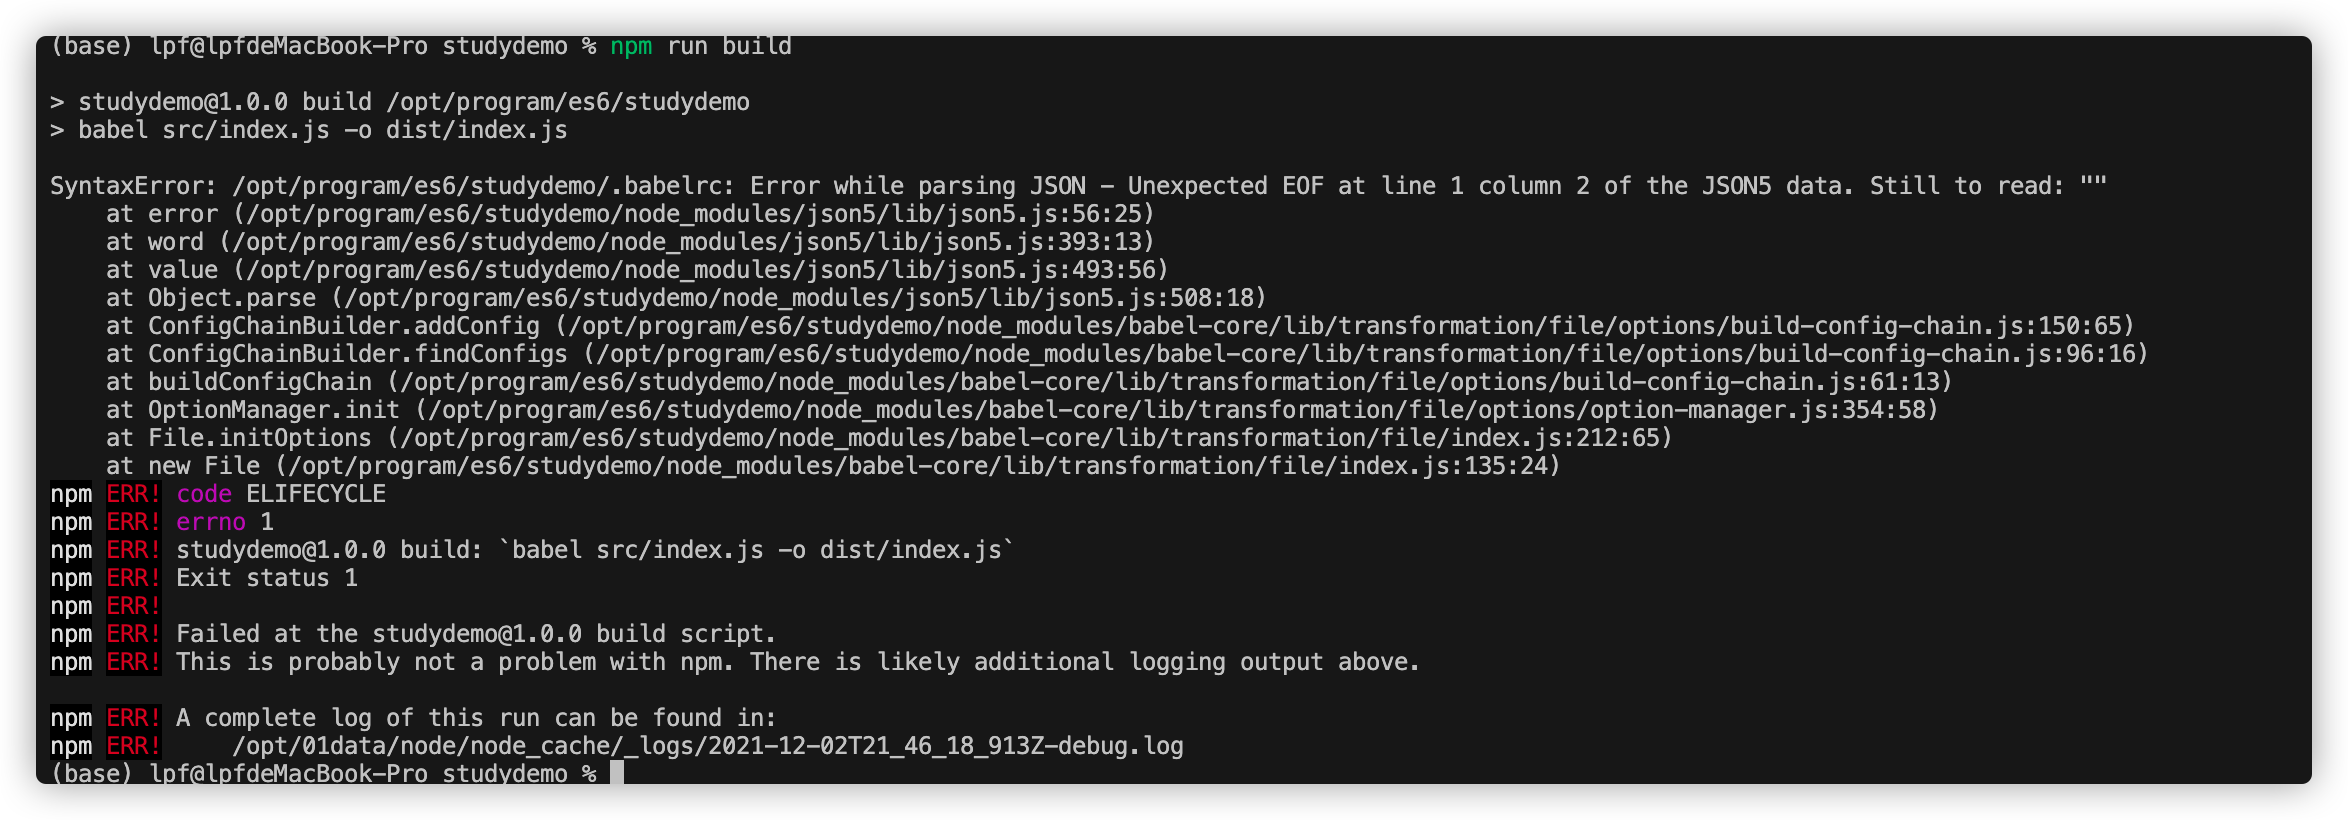 (base) lpf@lpfdeMacBook-Pro studydemo % npm run build
> studydemo@1.0.0 build /opt/program/es6/studydemo
> babel src/index.js -o dist/index.js
SyntaxError: /opt/program/es6/studydemo/.babelrc: Error while parsing JSON - Unexpected EOF at line 1 column 2 of the JSON5 data. Still to read: ""
    at error (/opt/program/es6/studydemo/node_modules/json5/lib/json5.js:56:25)
    at word (/opt/program/es6/studydemo/node_modules/json5/lib/json5.js:393:13)
    at value (/opt/program/es6/studydemo/node_modules/json5/lib/json5.js:493:56)
    at Object.parse (/opt/program/es6/studydemo/node_modules/json5/lib/json5.js:508:18)
    at ConfigChainBuilder.addConfig (/opt/program/es6/studydemo/node_modules/babel-core/lib/transformation/file/options/build-config-chain.js:150:65)
    at ConfigChainBuilder.findConfigs (/opt/program/es6/studydemo/node_modules/babel-core/lib/transformation/file/options/build-config-chain.js:96:16)
    at buildConfigChain (/opt/program/es6/studydemo/node_modules/babel-core/lib/transformation/file/options/build-config-chain.js:61:13)
    at OptionManager.init (/opt/program/es6/studydemo/node_modules/babel-core/lib/transformation/file/options/option-manager.js:354:58)
    at File.initOptions (/opt/program/es6/studydemo/node_modules/babel-core/lib/transformation/file/index.js:212:65)
    at new File (/opt/program/es6/studydemo/node_modules/babel-core/lib/transformation/file/index.js:135:24)
npm ERR! code ELIFECYCLE
npm ERR! errno 1
npm ERR! studydemo@1.0.0 build: `babel src/index.js -o dist/index.js`
npm ERR! Exit status 1
npm ERR!
npm ERR! Failed at the studydemo@1.0.0 build script.
npm ERR! This is probably not a problem with npm. There is likely additional logging output above.
npm ERR! A complete log of this run can be found in:
npm ERR!     /opt/01data/node/node_cache/_logs/2021-12-02T21_46_18_913Z-debug.log
(base) lpf@lpfdeMacBook-Pro studydemo %